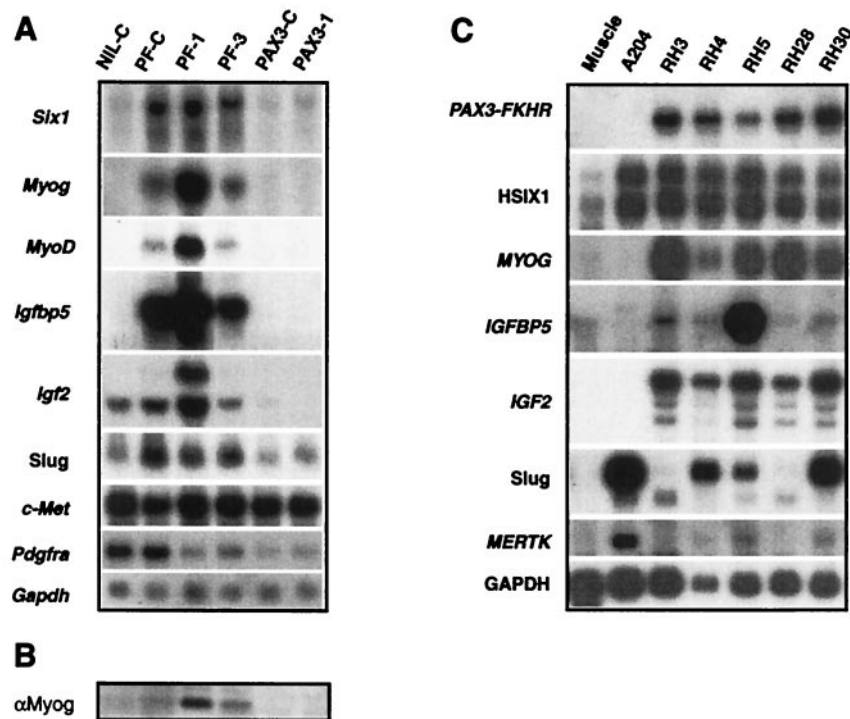 A
NIL-C
PF-C
PF-1
PF-3
PAX3-C
PAX3-1
Six1
Myog
MyoD
Igfbp5
Igf2
Slug
c-Met
Pdgfra
Gapdh
B
αMyog
C
Muscle
A204
RH3
RH4
RH5
RH28
RH30
PAX3-FKHR
HSIX1
MYOG
IGFBP5
IGF2
Slug
MERTK
GAPDH